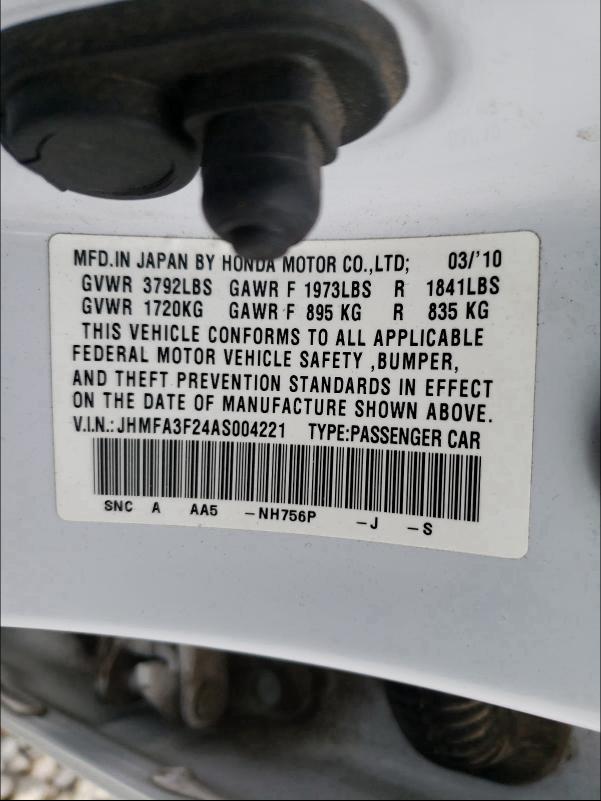 MFD.IN JAPAN BY HONDA MOTOR CO.,LTD; 03/'10
GVWR 3792LBS GAWR F 1973LBS R 1841LBS
GVWR 1720KG GAWR F 895 KG R 835 KG
THIS VEHICLE CONFORMS TO ALL APPLICABLE
FEDERAL MOTOR VEHICLE SAFETY ,BUMPER,
AND THEFT PREVENTION STANDARDS IN EFFECT
ON THE DATE OF MANUFACTURE SHOWN ABOVE.
V.I.N.:JHMFA3F24AS004221 TYPE:PASSENGER CAR
SNC A AA5 -NH756P -J -S